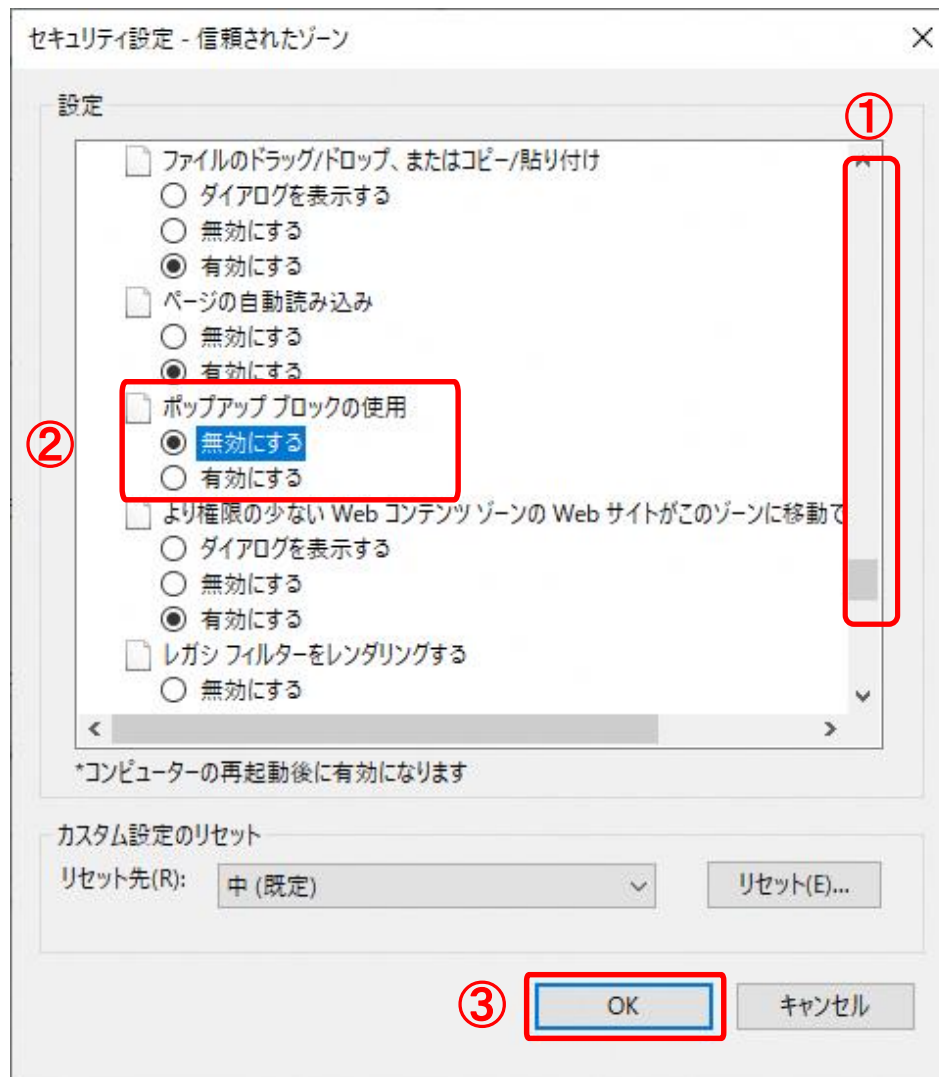 セキュリティ設定 - 信頼されたゾーン
設定
①
ファイルのドラッグ/ドロップ、またはコピー/貼り付け
ダイアログを表示する
無効にする
有効にする
ページの自動読み込み
無効にする
有効にする
ポップアップ ブロックの使用
②
無効にする
有効にする
より権限の少ない Web コンテンツ ゾーンの Web サイトがこのゾーンに移動で
ダイアログを表示する
無効にする
有効にする
レガシ フィルターをレンダリングする
無効にする
*コンピューターの再起動後に有効になります
カスタム設定のリセット
リセット先(R): 中 (既定) リセット(E)...
③ OK キャンセル